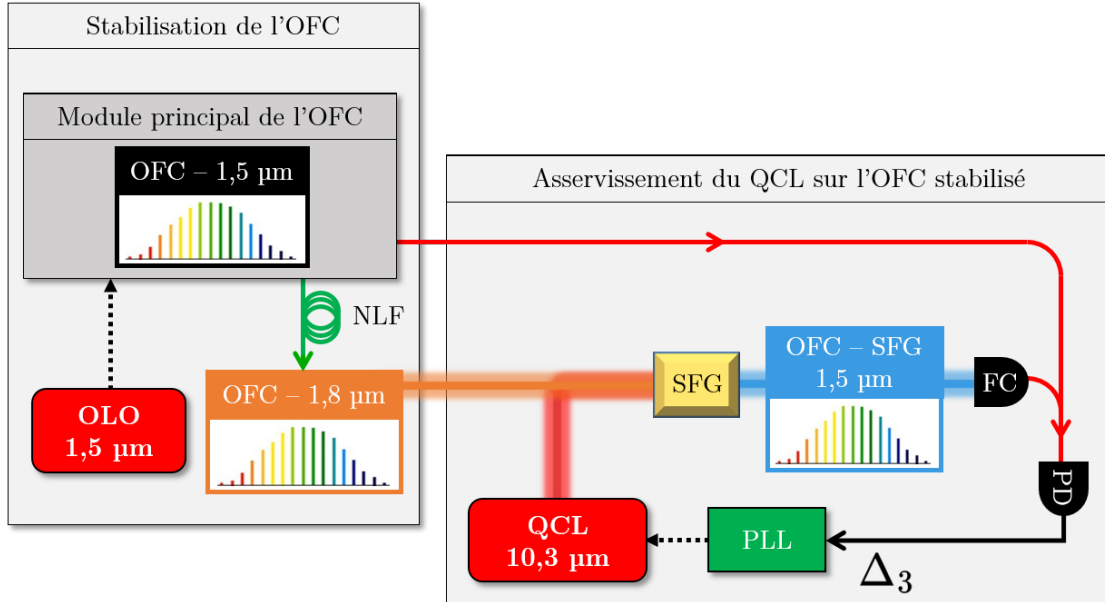 Stabilisation de l'OFC
Module principal de l'OFC
OFC – 1,5 µm
NLF
OLO
1,5 µm
OFC – 1,8 µm
Asservissement du QCL sur l'OFC stabilisé
SFG
OFC – SFG
1,5 µm
FC
PD
QCL
10,3 µm
PLL
Δ₃